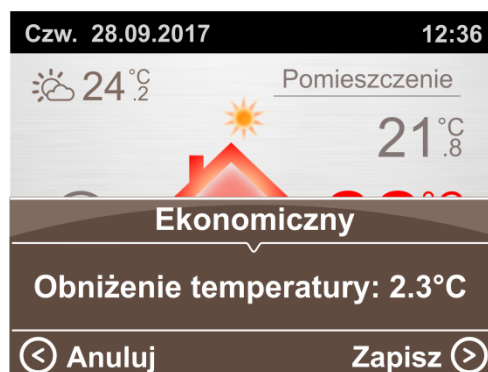 Czw. 28.09.2017 12:36
24.2°C
Pomieszczenie
21.8°C
Ekonomiczny
Obniżenie temperatury: 2.3°C
< Anuluj Zapisz >